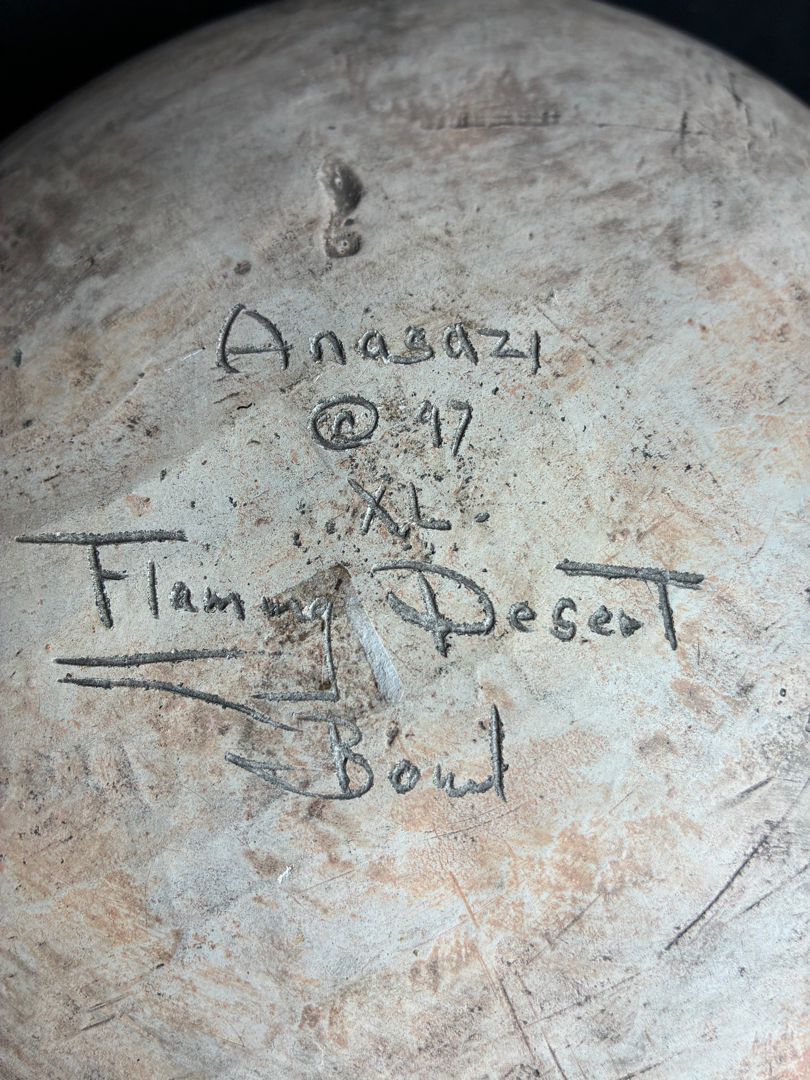 Anasazi
© 97
XL.
Flaming Desert
Bowl